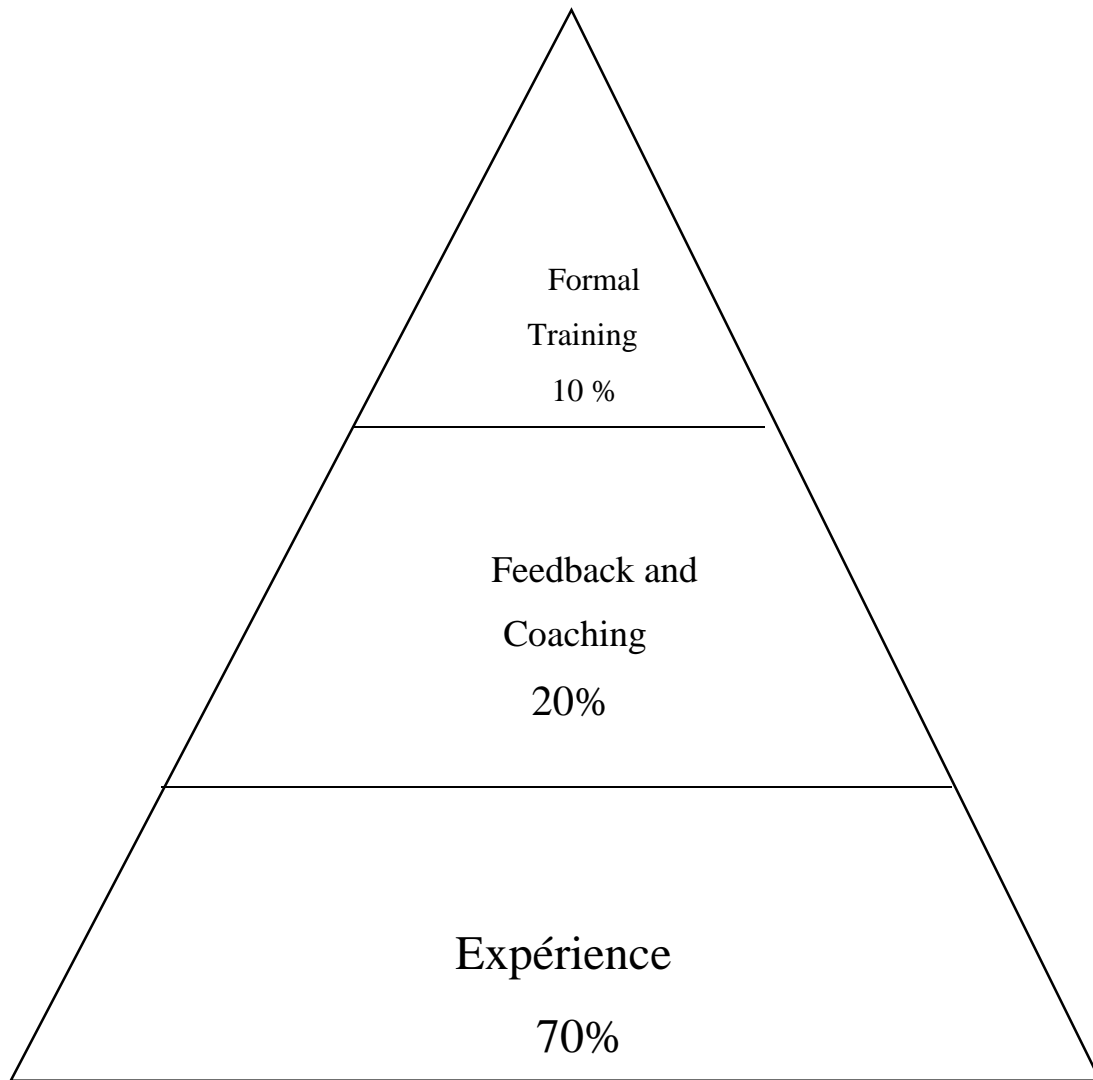 Formal
Training
10 %
Feedback and
Coaching
20%
Expérience
70%